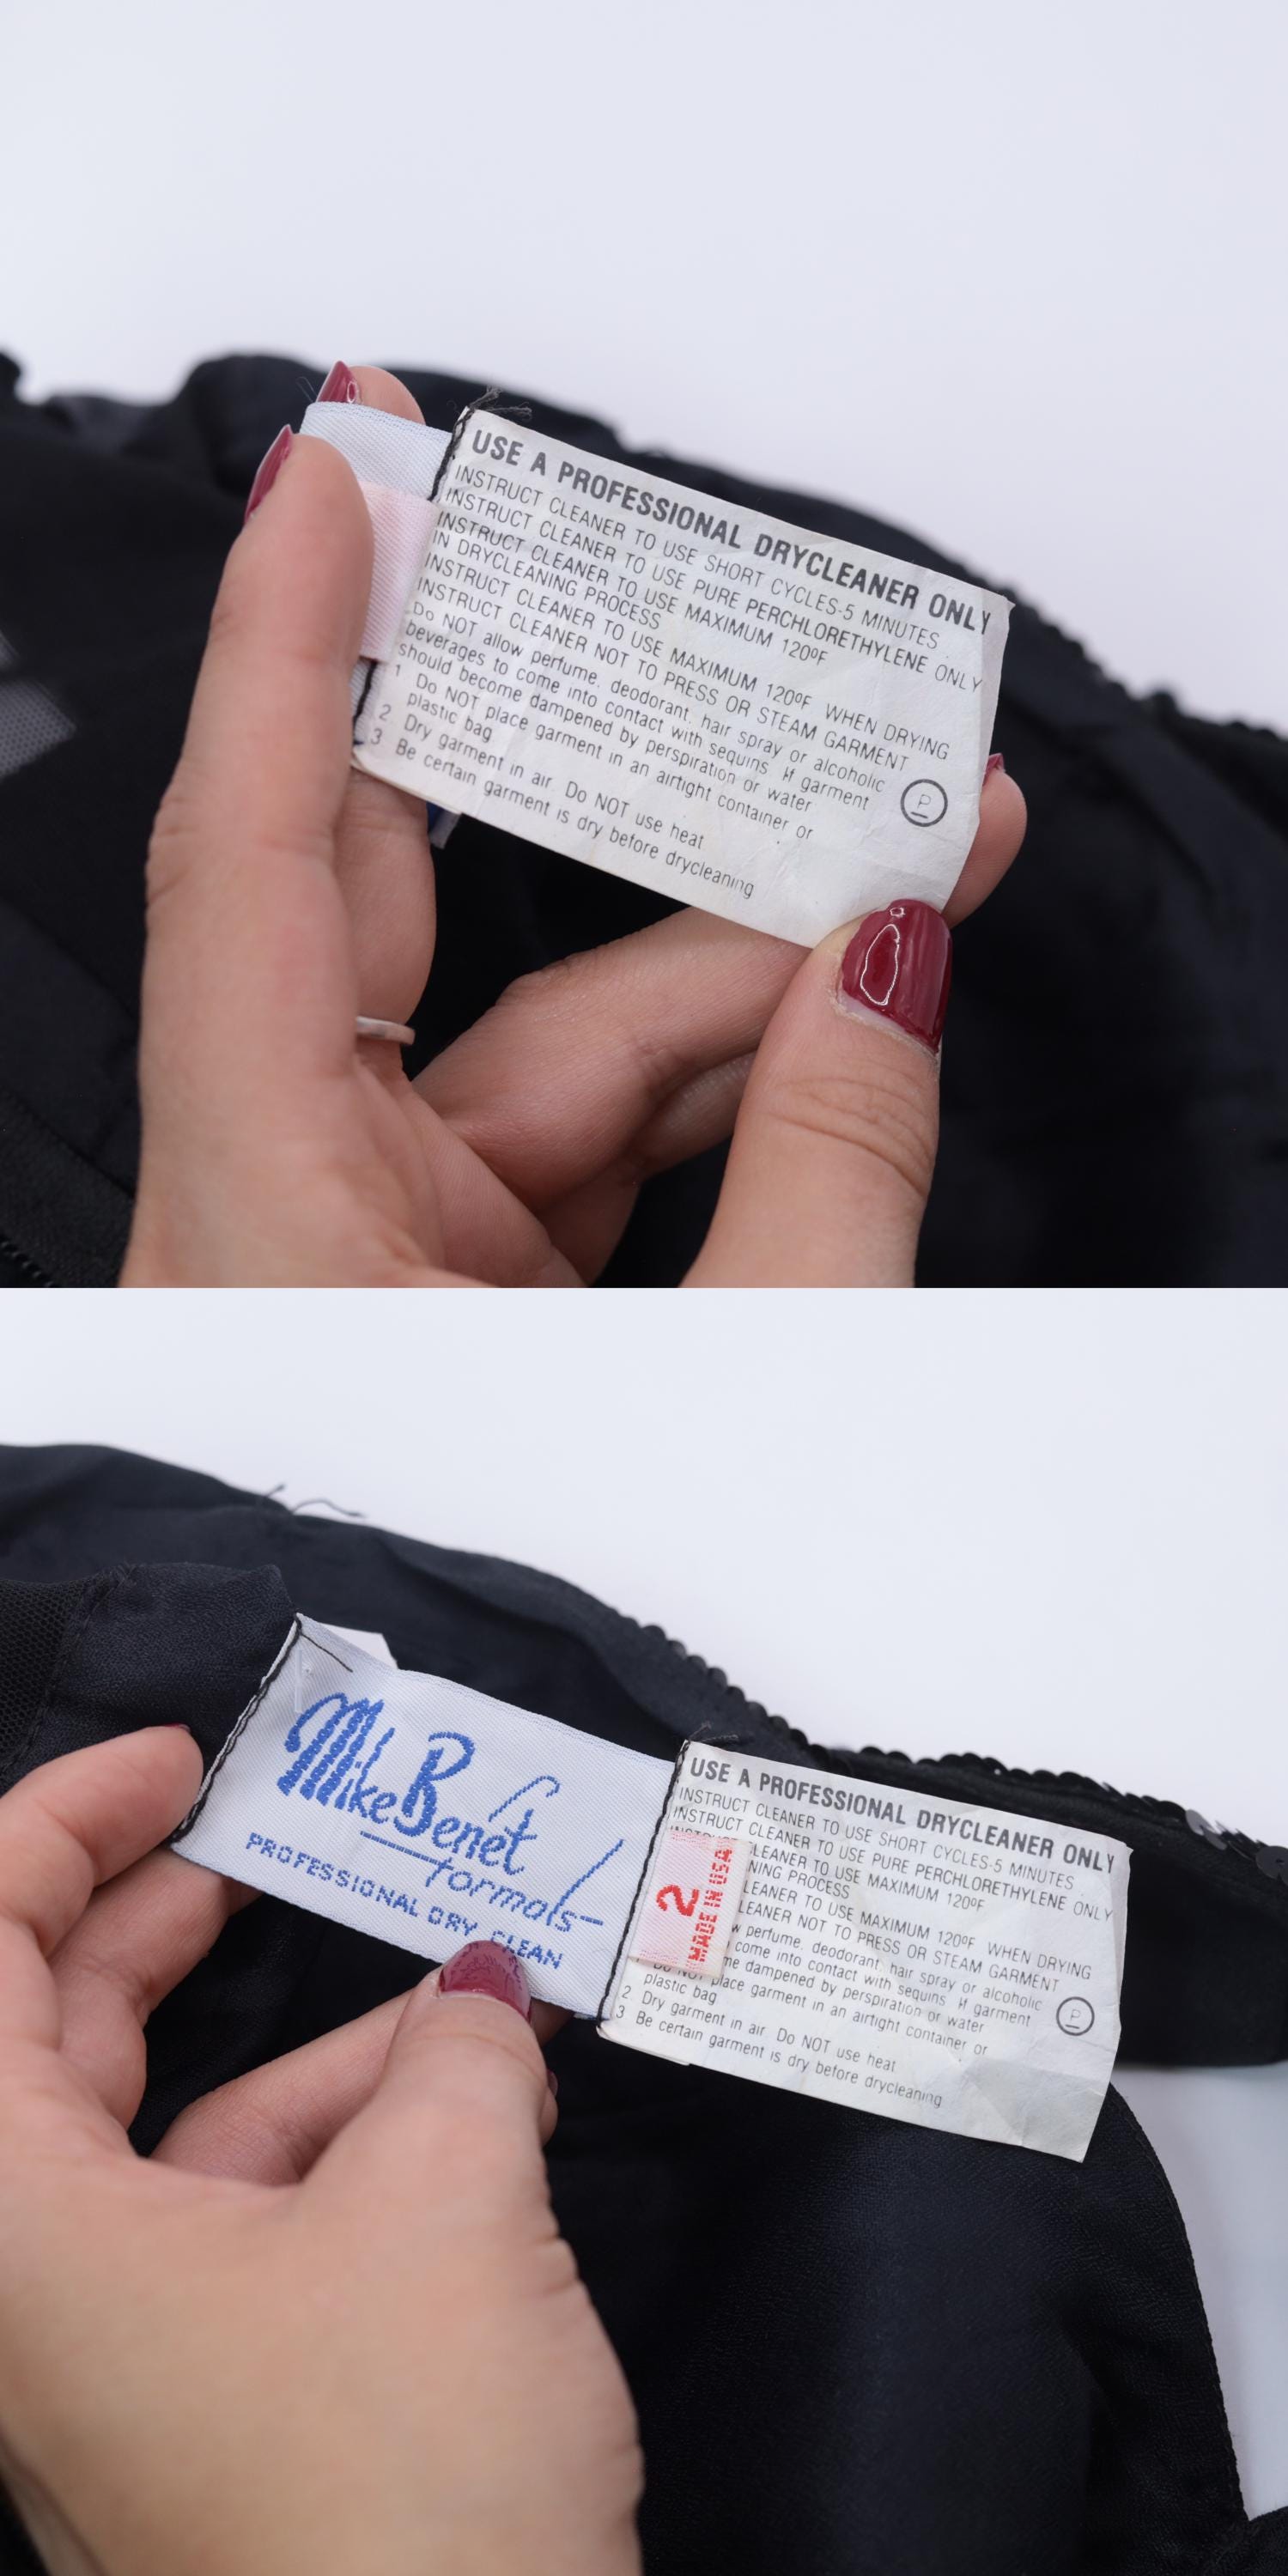 USE A PROFESSIONAL DRYCLEANER ONLY
INSTRUCT CLEANER TO USE SHORT CYCLES-5 MINUTES
INSTRUCT CLEANER TO USE PURE PERCHLORETHYLENE ONLY
INSTRUCT CLEANER TO USE MAXIMUM 120ºF
IN DRYCLEANING PROCESS
INSTRUCT CLEANER TO USE MAXIMUM 120ºF WHEN DRYING
INSTRUCT CLEANER NOT TO PRESS OR STEAM GARMENT
Do NOT allow perfume, deodorant, hair spray or alcoholic
beverages to come into contact with sequins. If garment
should become dampened by perspiration or water
1 Do NOT place garment in an airtight container or
plastic bag
2 Dry garment in air. Do NOT use heat
3 Be certain garment is dry before drycleaning
P
Mike Benet
formals
PROFESSIONAL DRY CLEAN
2
MADE IN USA
USE A PROFESSIONAL DRYCLEANER ONLY
INSTRUCT CLEANER TO USE SHORT CYCLES-5 MINUTES
INSTRUCT CLEANER TO USE PURE PERCHLORETHYLENE ONLY
INSTRUCT CLEANER TO USE MAXIMUM 120ºF
NING PROCESS
LEANER TO USE MAXIMUM 120ºF WHEN DRYING
LEANER NOT TO PRESS OR STEAM GARMENT
w perfume, deodorant, hair spray or alcoholic
come into contact with sequins. If garment
me dampened by perspiration or water
Do NOT place garment in an airtight container or
plastic bag
2 Dry garment in air. Do NOT use heat
3 Be certain garment is dry before drycleaning
P